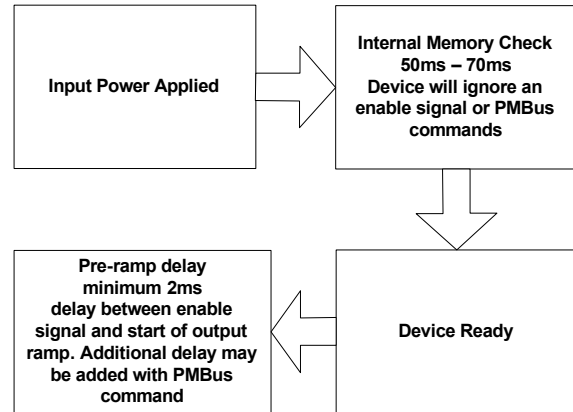 Input Power Applied
Internal Memory Check
50ms – 70ms
Device will ignore an
enable signal or PMBus
commands
Device Ready
Pre-ramp delay
minimum 2ms
delay between enable
signal and start of output
ramp. Additional delay may
be added with PMBus
command